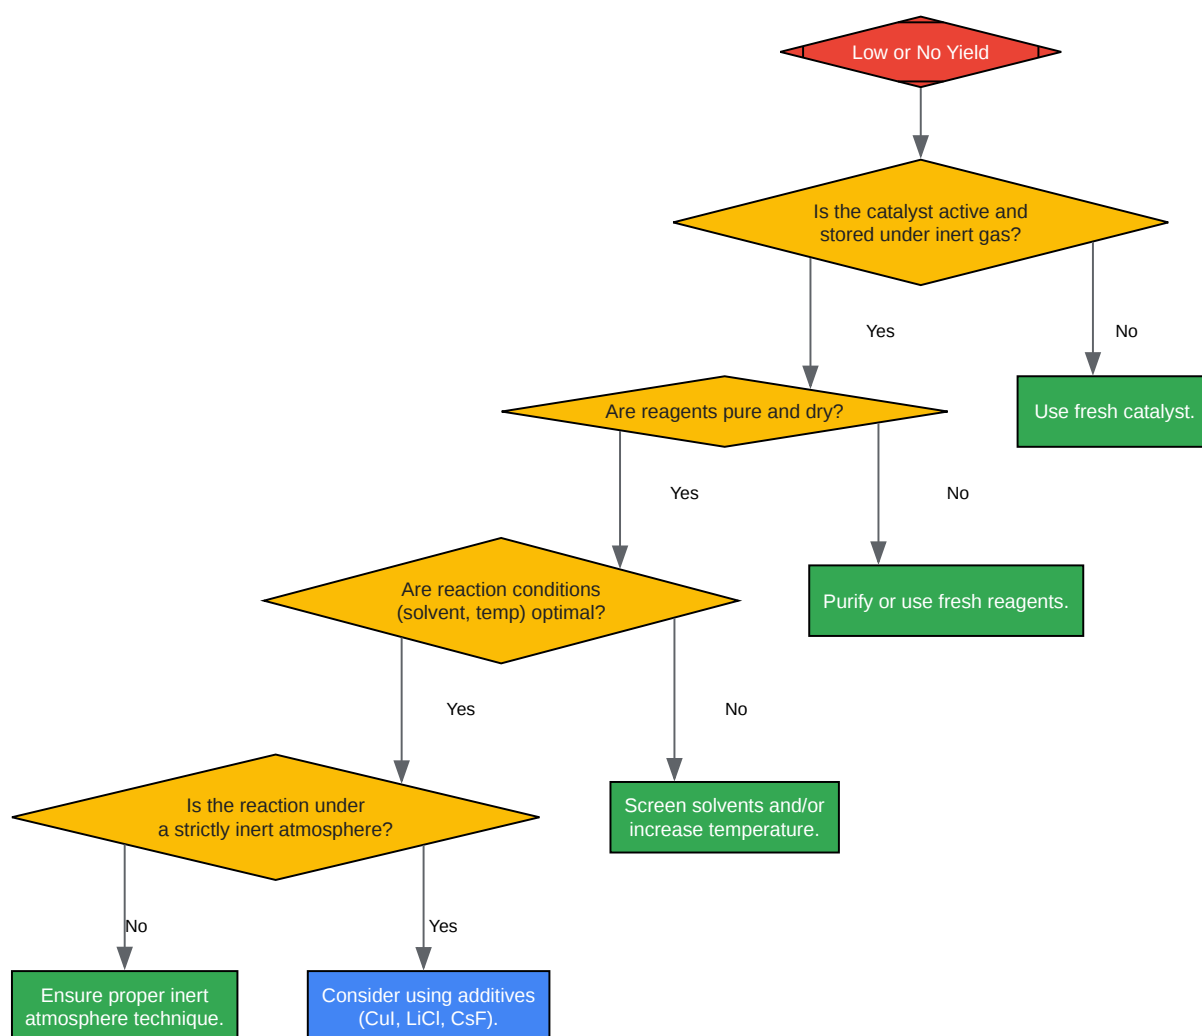 Low or No Yield
Is the catalyst active and
stored under inert gas?
Yes
No
Are reagents pure and dry?
Use fresh catalyst.
Yes
No
Are reaction conditions
(solvent, temp) optimal?
Purify or use fresh reagents.
Yes
No
Is the reaction under
a strictly inert atmosphere?
Screen solvents and/or
increase temperature.
No
Yes
Ensure proper inert
atmosphere technique.
Consider using additives
(CuI, LiCl, CsF).